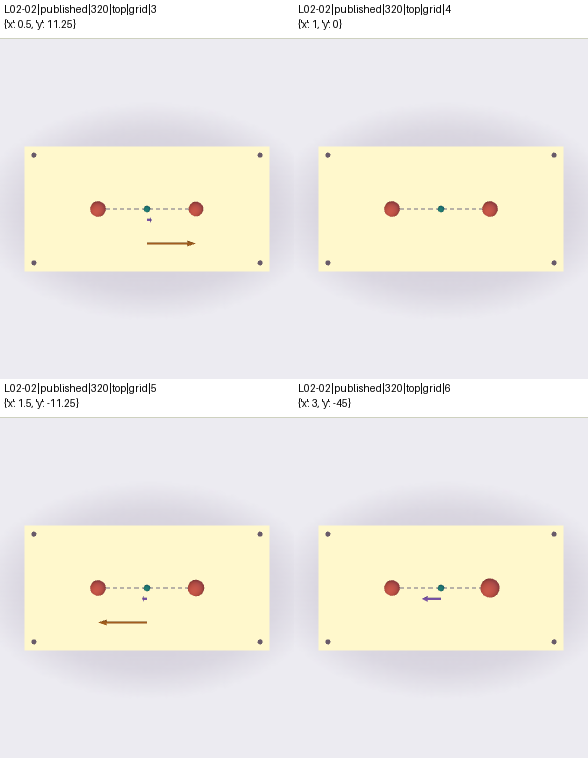 L02-02|published|320|top|grid|3
{'x': 0.5, 'y': 11.25}
L02-02|published|320|top|grid|4
{'x': 1, 'y': 0}
L02-02|published|320|top|grid|5
{'x': 1.5, 'y': -11.25}
L02-02|published|320|top|grid|6
{'x': 3, 'y': -45}